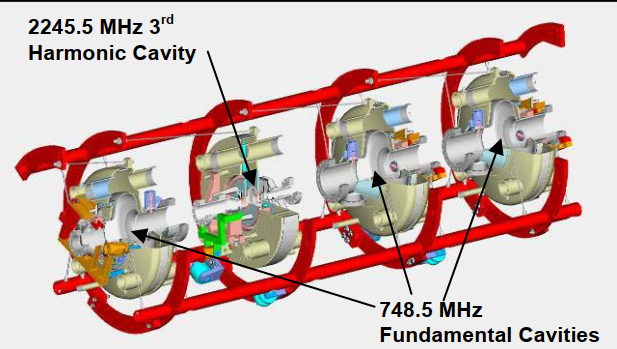 2245.5 MHz 3rd
Harmonic Cavity
748.5 MHz
Fundamental Cavities